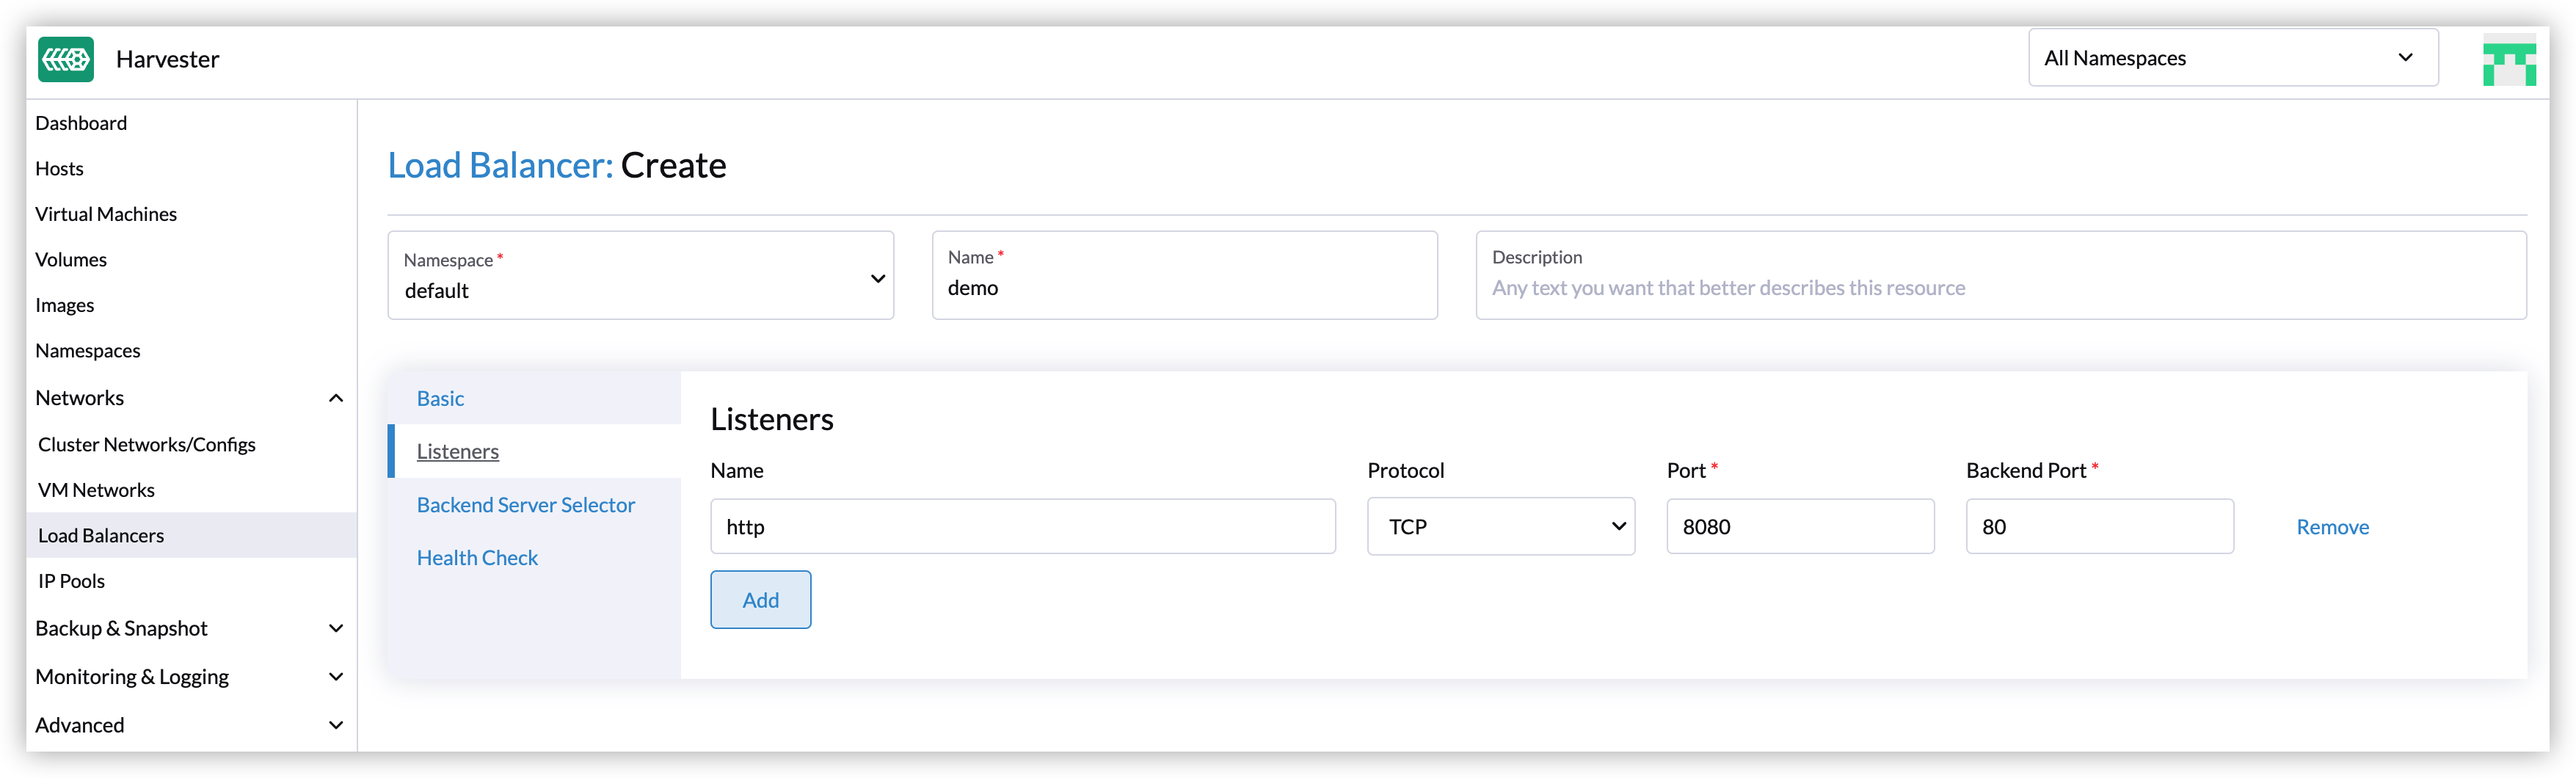 Harvester
All Namespaces
Dashboard
Hosts
Virtual Machines
Volumes
Images
Namespaces
Networks
Cluster Networks/Configs
VM Networks
Load Balancers
IP Pools
Backup & Snapshot
Monitoring & Logging
Advanced
Load Balancer: Create
Namespace *
default
Name *
demo
Description
Any text you want that better describes this resource
Basic
Listeners
Backend Server Selector
Health Check
Listeners
Name Protocol Port * Backend Port *
http TCP 8080 80 Remove
Add